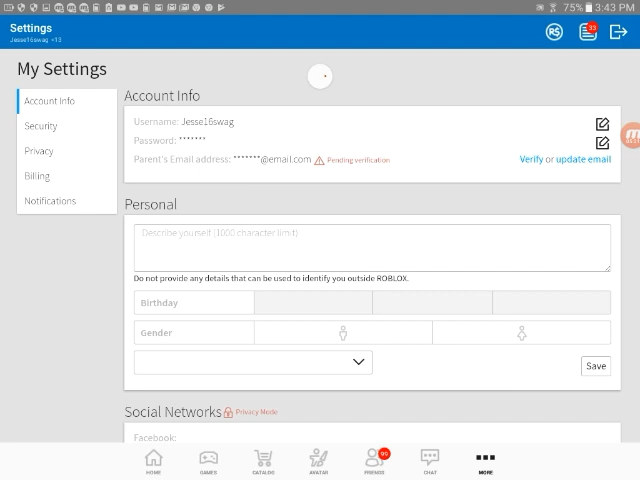 75% 3:43 PM
Settings
Jesse16swag <13
R$
33
My Settings
Account Info
Security
Privacy
Billing
Notifications
Account Info
Username: Jesse16swag
Password: *******
Parent's Email address: *******@email.com Pending verification
Verify or update email
Personal
Describe yourself (1000 character limit)
Do not provide any details that can be used to identify you outside ROBLOX.
Birthday
Gender
Save
Social Networks Privacy Mode
Facebook:
99
HOME GAMES CATALOG AVATAR FRIENDS CHAT MORE